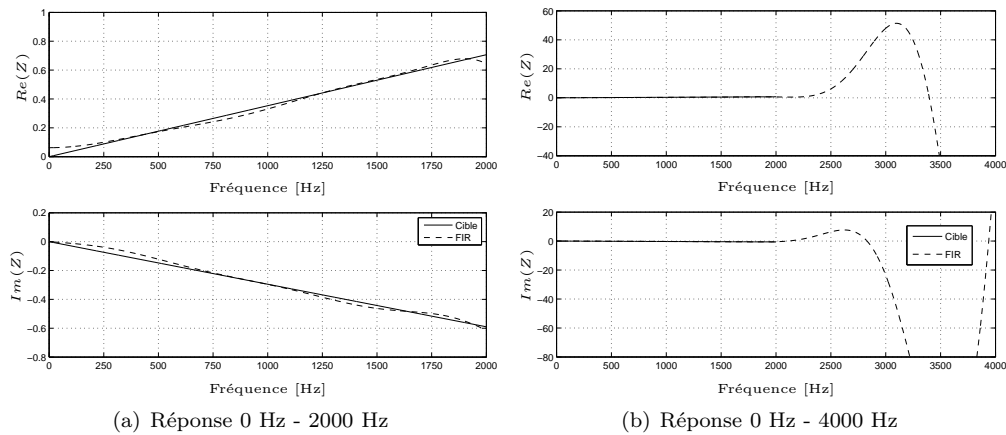 1
0.8
0.6
0.4
0.2
0
Re(Z)
0 250 500 750 1000 1250 1500 1750 2000
Fréquence [Hz]
60
40
20
0
−20
−40
Re(Z)
0 500 1000 1500 2000 2500 3000 3500 4000
Fréquence [Hz]
0.2
0
−0.2
−0.4
−0.6
−0.8
Im(Z)
Cible
FIR
0 250 500 750 1000 1250 1500 1750 2000
Fréquence [Hz]
20
0
−20
−40
−60
−80
Im(Z)
Cible
FIR
0 500 1000 1500 2000 2500 3000 3500 4000
Fréquence [Hz]
(a) Réponse 0 Hz - 2000 Hz
(b) Réponse 0 Hz - 4000 Hz